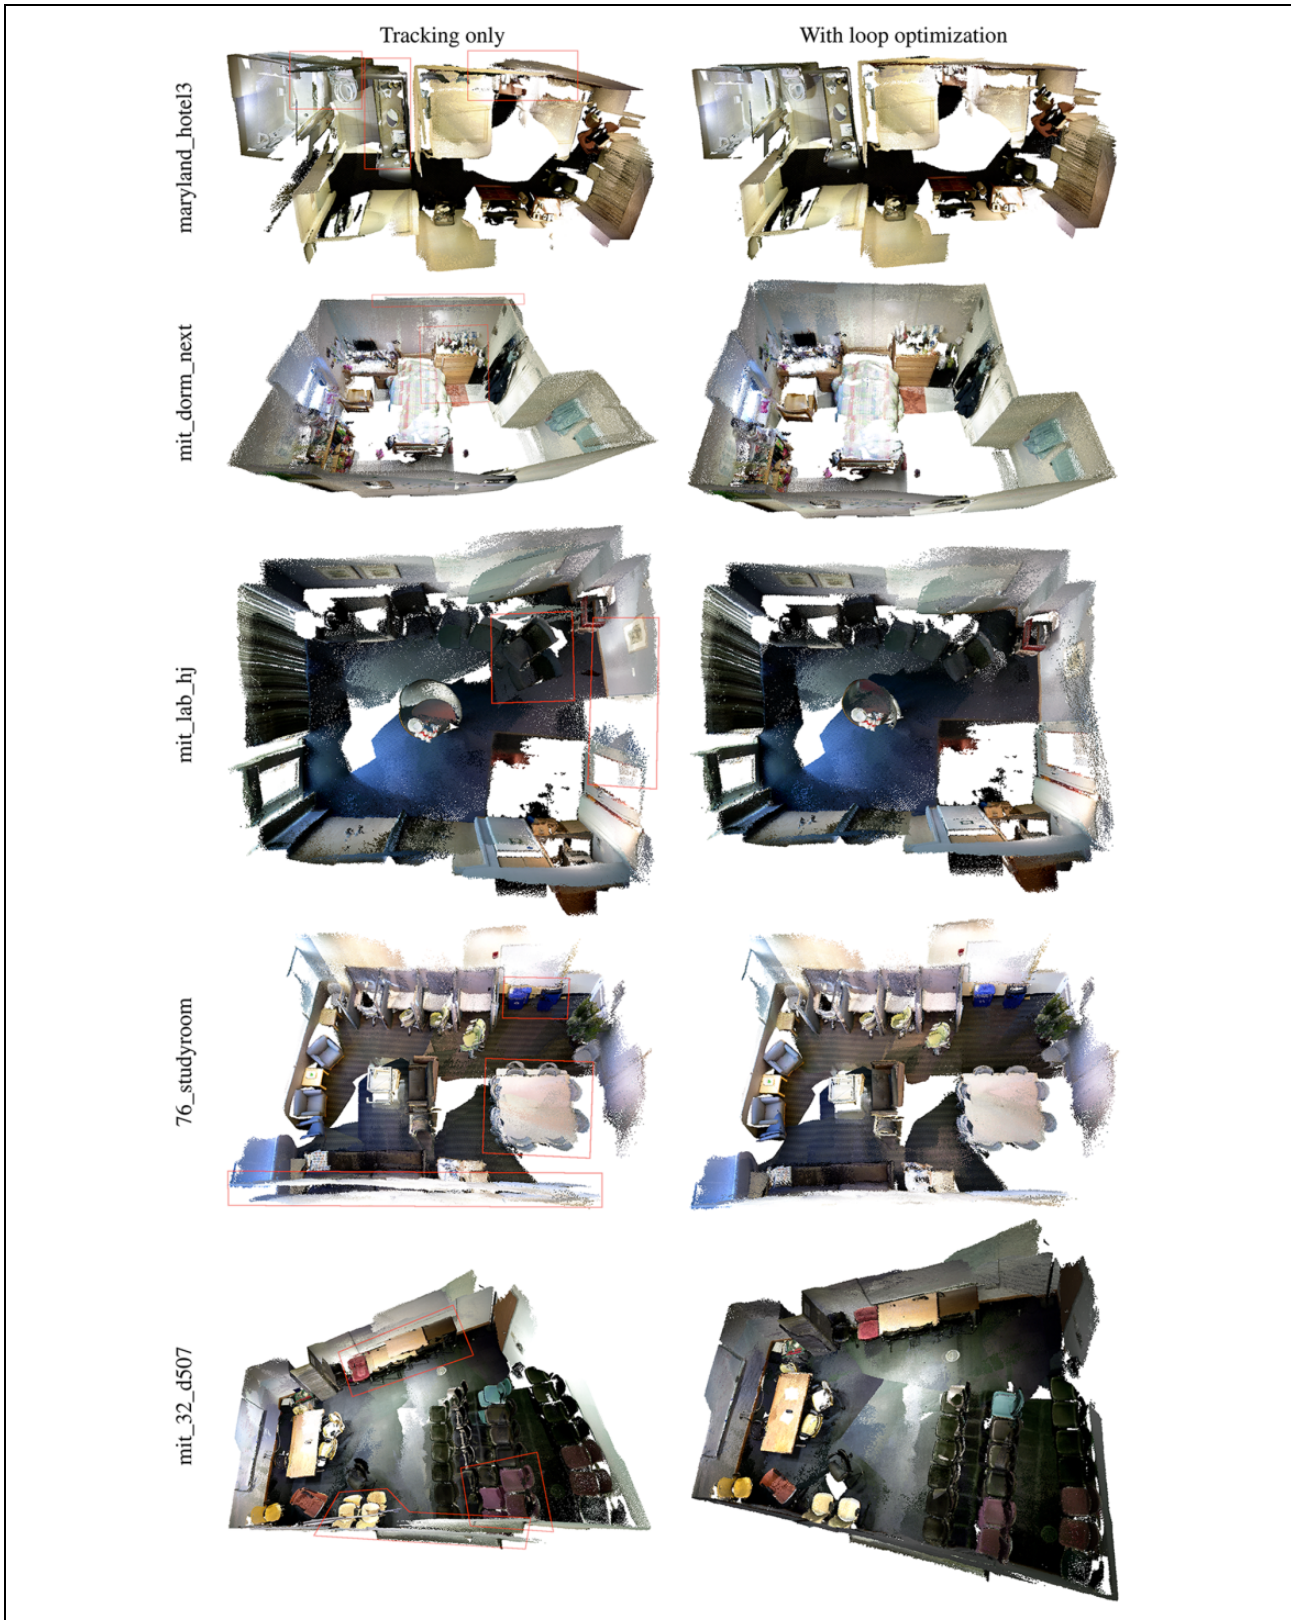 Tracking only
With loop optimization
maryland_hotel3
mit_dorm_next
mit_lab_hj
76_studyroom
mit_32_d507